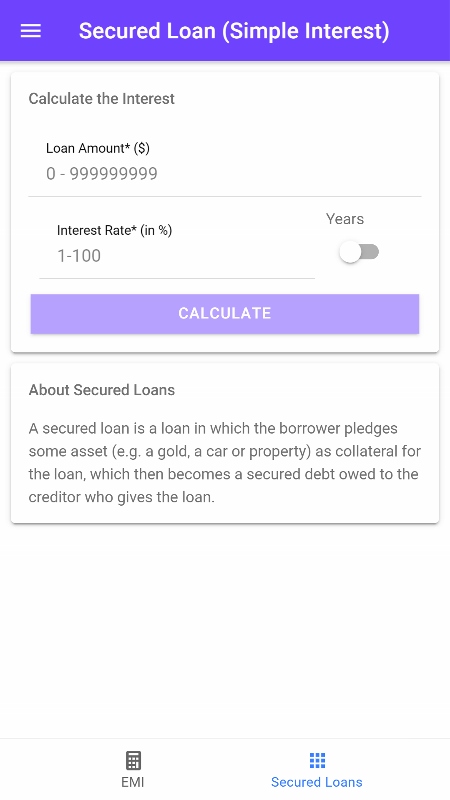 Secured Loan (Simple Interest)
Calculate the Interest
Loan Amount* ($)
0 - 999999999
Interest Rate* (in %)
1-100
Years
CALCULATE
About Secured Loans
A secured loan is a loan in which the borrower pledges
some asset (e.g. a gold, a car or property) as collateral for
the loan, which then becomes a secured debt owed to the
creditor who gives the loan.
EMI
Secured Loans